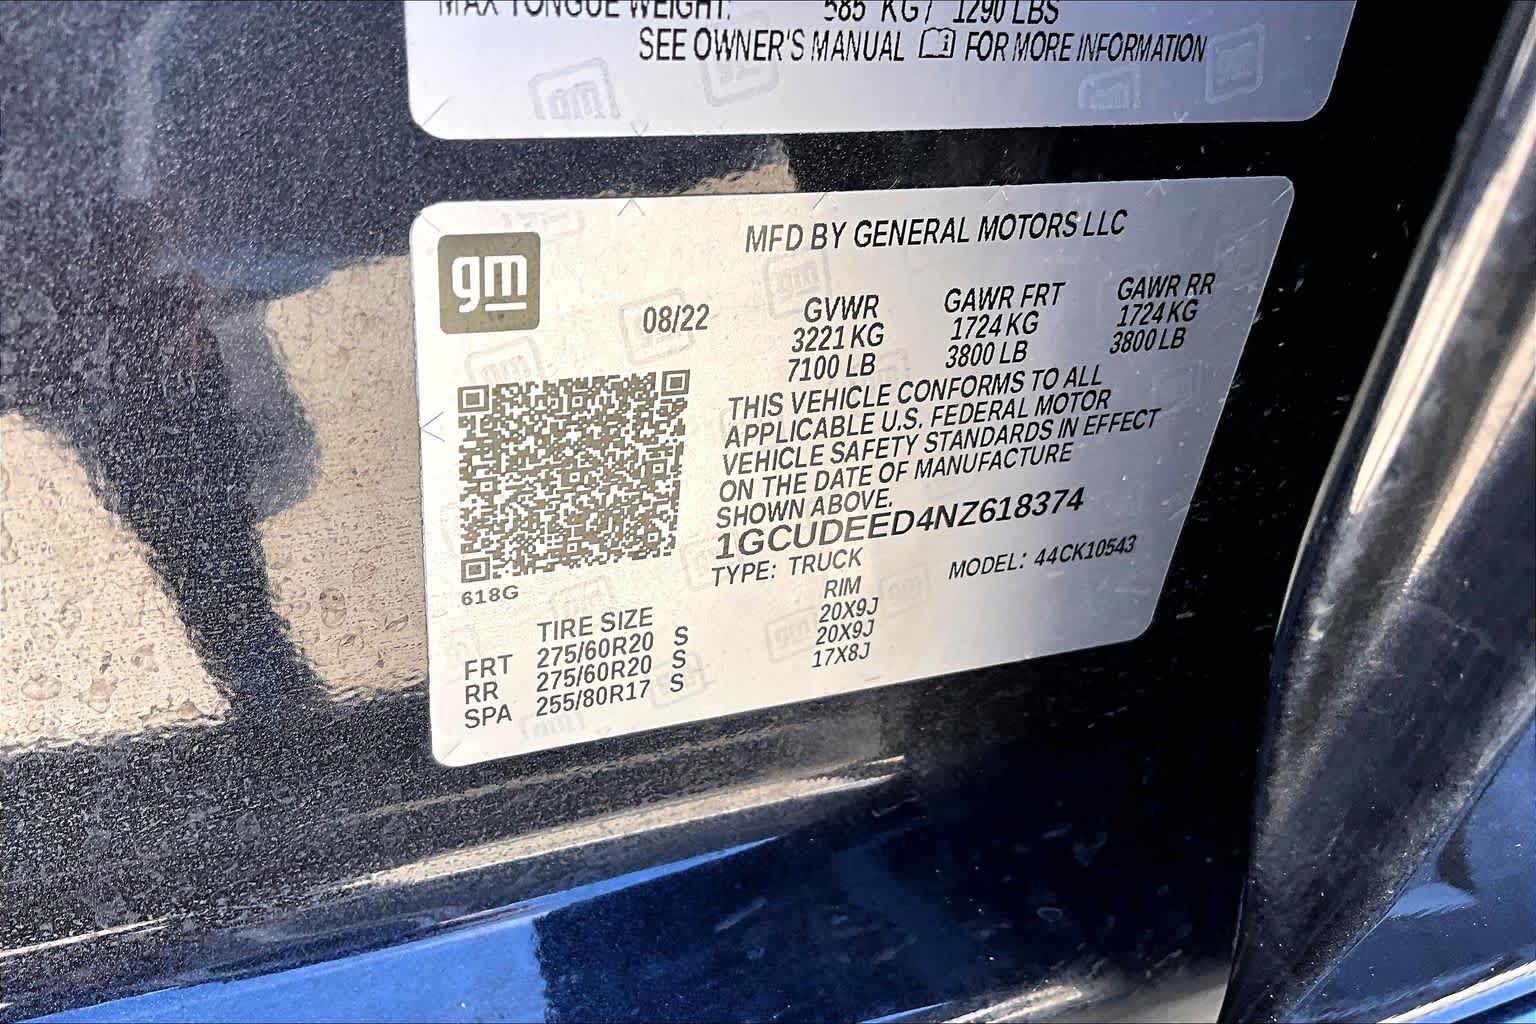 MAX TONGUE WEIGHT: 585 KG / 1290 LBS
SEE OWNER'S MANUAL FOR MORE INFORMATION
gm
MFD BY GENERAL MOTORS LLC
08/22 GVWR GAWR FRT GAWR RR
3221 KG 1724 KG 1724 KG
7100 LB 3800 LB 3800 LB
THIS VEHICLE CONFORMS TO ALL
APPLICABLE U.S. FEDERAL MOTOR
VEHICLE SAFETY STANDARDS IN EFFECT
ON THE DATE OF MANUFACTURE
SHOWN ABOVE.
1GCUDEED4NZ618374
TYPE: TRUCK MODEL: 44CK10543
618G
TIRE SIZE RIM
FRT 275/60R20 S 20X9J
RR 275/60R20 S 20X9J
SPA 255/80R17 S 17X8J